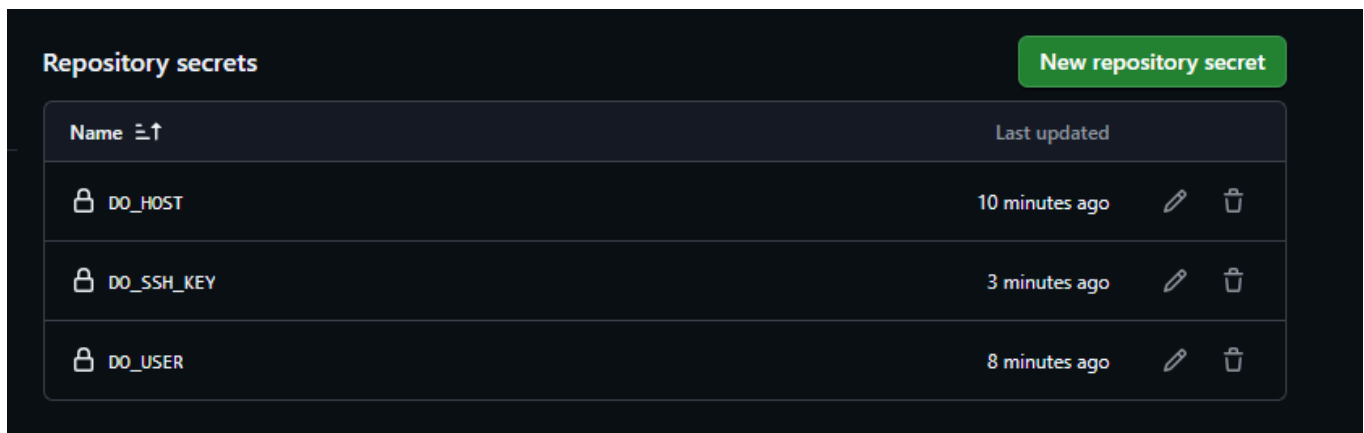 Repository secrets
New repository secret
Name
Last updated
DO_HOST
10 minutes ago
DO_SSH_KEY
3 minutes ago
DO_USER
8 minutes ago